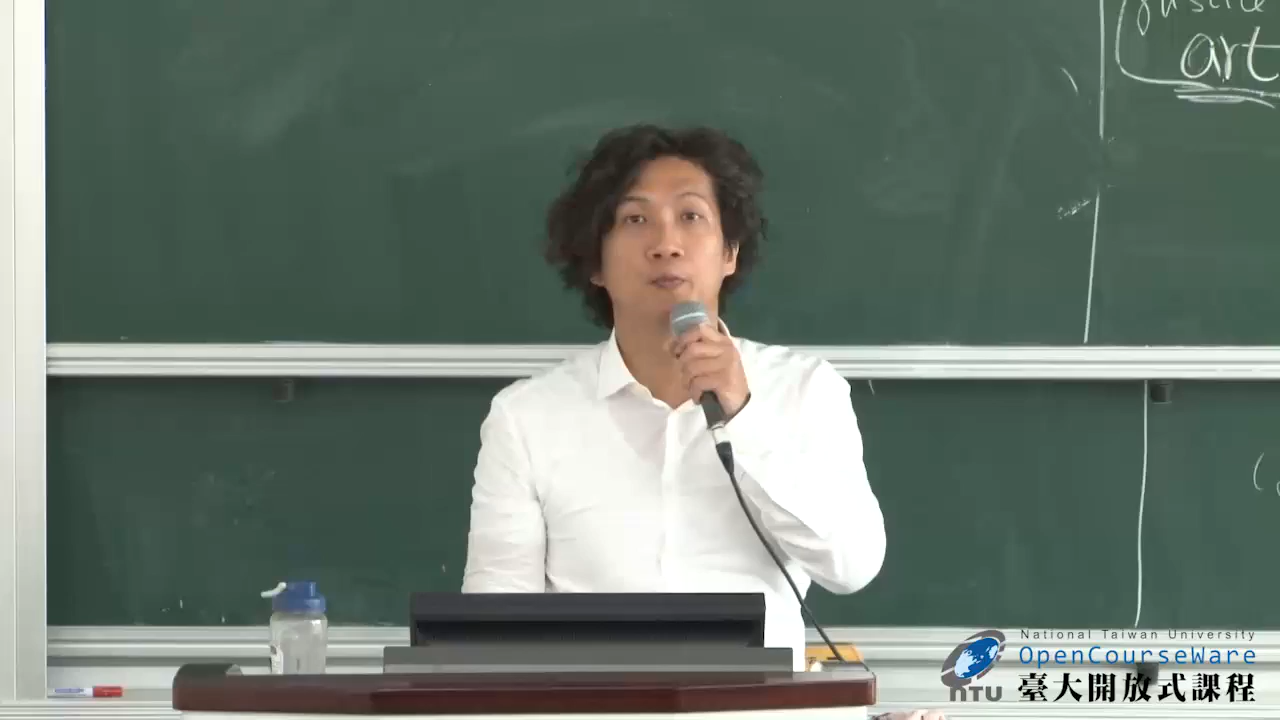 art
National Taiwan University
OpenCourseWare
NTU
臺大開放式課程